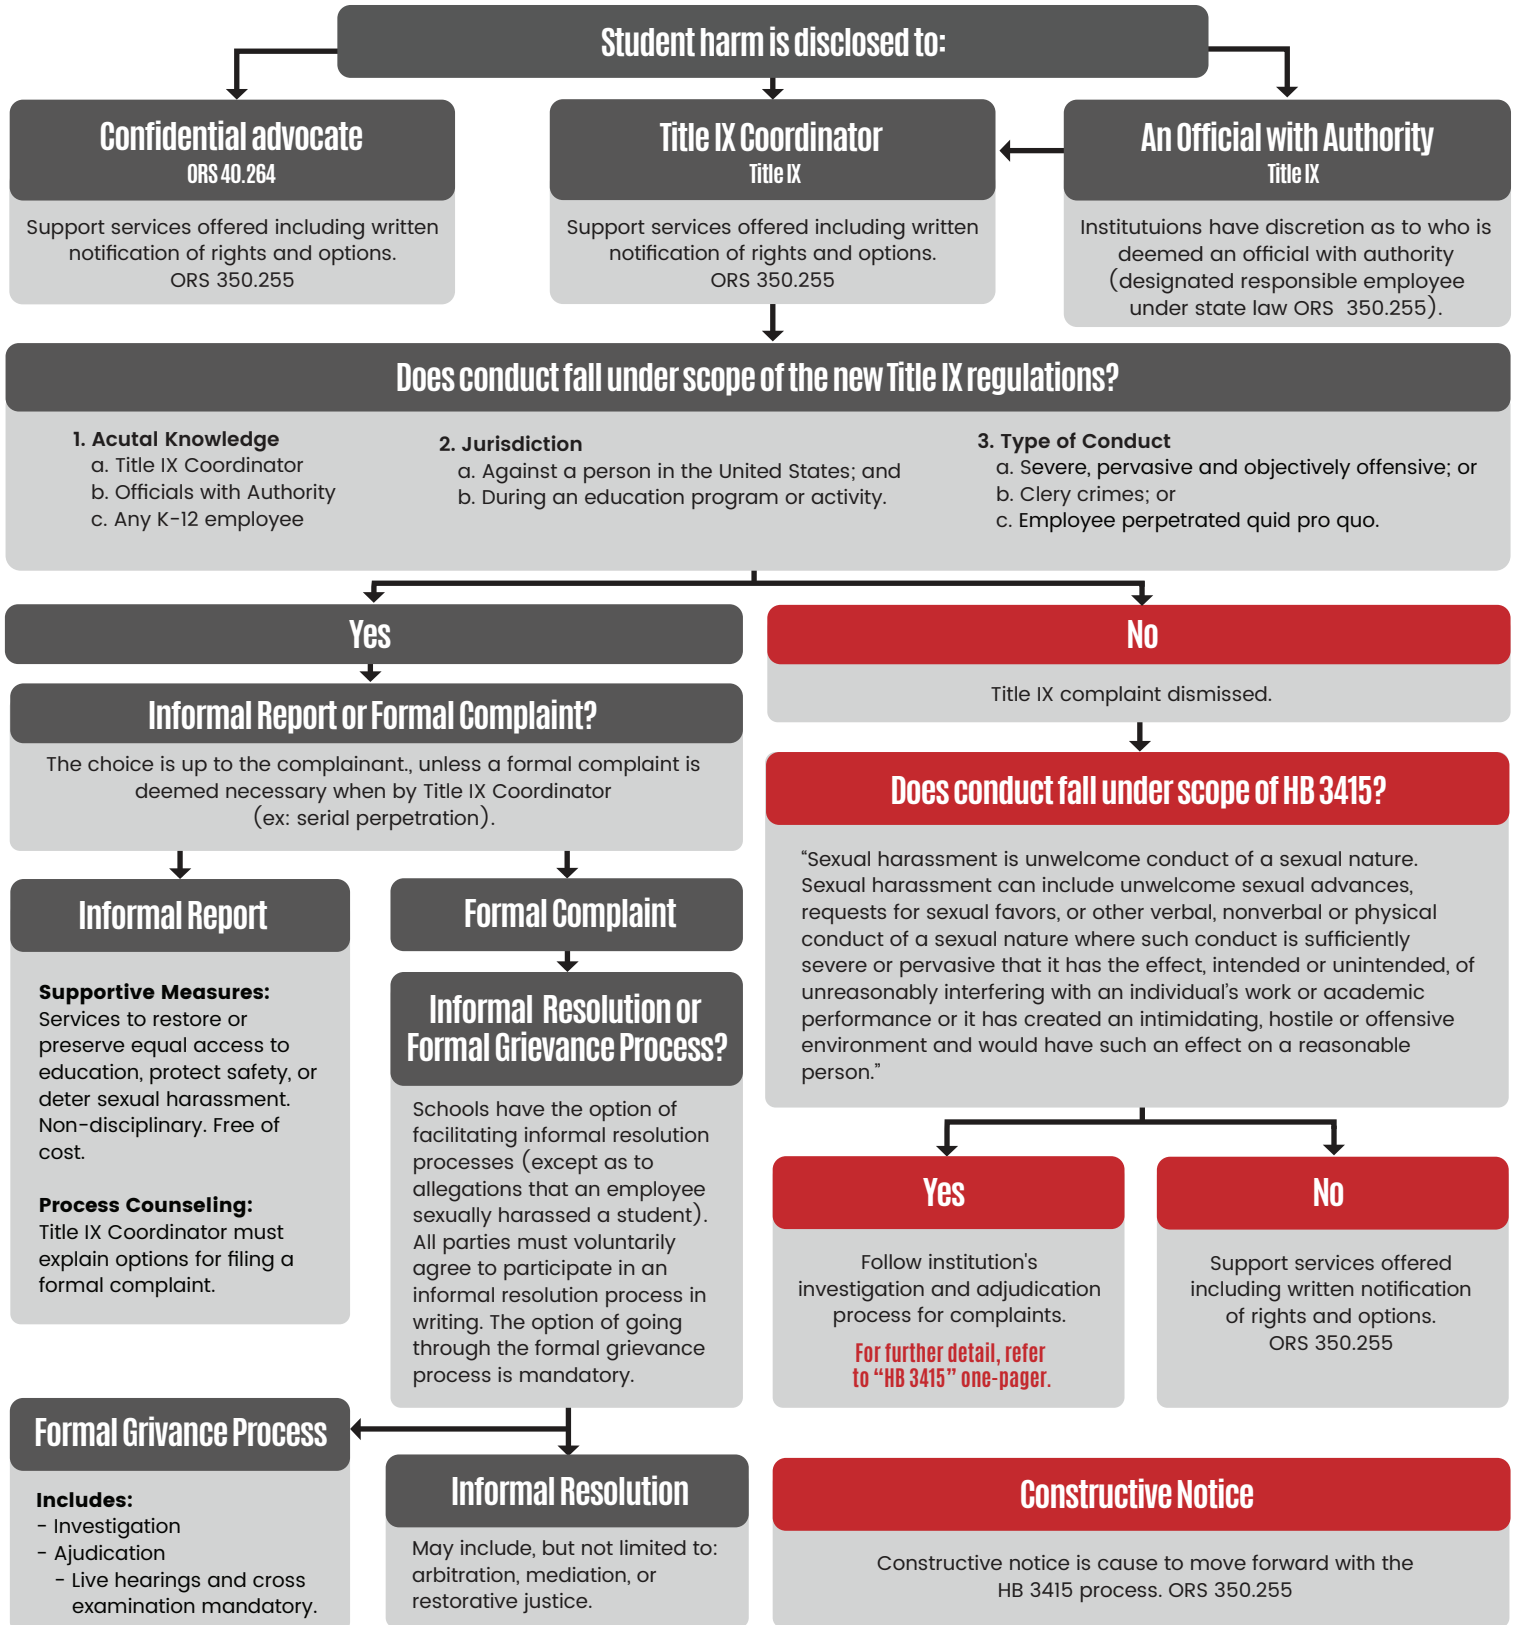 Student harm is disclosed to:
Confidential advocate
ORS 40.264
Support services offered including written
notification of rights and options.
ORS 350.255
Title IX Coordinator
Title IX
Support services offered including written
notification of rights and options.
ORS 350.255
An Official with Authority
Title IX
Institutuions have discretion as to who is
deemed an official with authority
(designated responsible employee
under state law ORS 350.255).
Does conduct fall under scope of the new Title IX regulations?
1. Acutal Knowledge
a. Title IX Coordinator
b. Officials with Authority
c. Any K-12 employee
2. Jurisdiction
a. Against a person in the United States; and
b. During an education program or activity.
3. Type of Conduct
a. Severe, pervasive and objectively offensive; or
b. Clery crimes; or
c. Employee perpetrated quid pro quo.
Yes
Informal Report or Formal Complaint?
The choice is up to the complainant., unless a formal complaint is
deemed necessary when by Title IX Coordinator
(ex: serial perpetration).
Informal Report
Supportive Measures:
Services to restore or
preserve equal access to
education, protect safety, or
deter sexual harassment.
Non-disciplinary. Free of
cost.
Process Counseling:
Title IX Coordinator must
explain options for filing a
formal complaint.
Formal Complaint
Informal Resolution or
Formal Grievance Process?
Schools have the option of
facilitating informal resolution
processes (except as to
allegations that an employee
sexually harassed a student).
All parties must voluntarily
agree to participate in an
informal resolution process in
writing. The option of going
through the formal grievance
process is mandatory.
Formal Grivance Process
Includes:
- Investigation
- Ajudication
- Live hearings and cross
examination mandatory.
Informal Resolution
May include, but not limited to:
arbitration, mediation, or
restorative justice.
No
Title IX complaint dismissed.
Does conduct fall under scope of HB 3415?
“Sexual harassment is unwelcome conduct of a sexual nature.
Sexual harassment can include unwelcome sexual advances,
requests for sexual favors, or other verbal, nonverbal or physical
conduct of a sexual nature where such conduct is sufficiently
severe or pervasive that it has the effect, intended or unintended, of
unreasonably interfering with an individual’s work or academic
performance or it has created an intimidating, hostile or offensive
environment and would have such an effect on a reasonable
person.”
Yes
Follow institution's
investigation and adjudication
process for complaints.
For further detail, refer
to “HB 3415” one-pager.
No
Support services offered
including written notification
of rights and options.
ORS 350.255
Constructive Notice
Constructive notice is cause to move forward with the
HB 3415 process. ORS 350.255